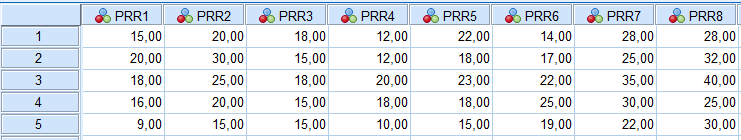 PRR1 PRR2 PRR3 PRR4 PRR5 PRR6 PRR7 PRR8
1 15,00 20,00 18,00 12,00 22,00 14,00 28,00 28,00
2 20,00 30,00 15,00 12,00 18,00 17,00 25,00 32,00
3 18,00 25,00 18,00 20,00 23,00 22,00 35,00 40,00
4 16,00 20,00 15,00 18,00 18,00 25,00 30,00 25,00
5 9,00 15,00 15,00 10,00 15,00 19,00 22,00 30,00